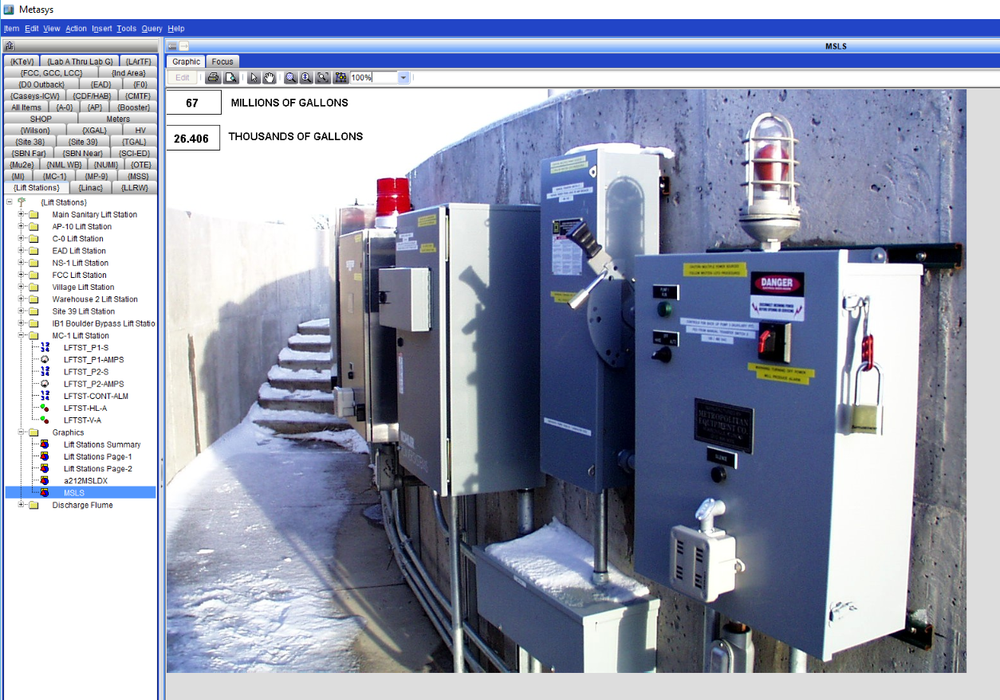 Metasys
Item Edit View Action Insert Tools Query Help
MSLS
Graphic Focus
Edit 100%
{KTeV} {Lab A Thru Lab G} {LArTF}
{FCC, GCC, LCC} {Ind Area}
{D0 Outback} {EAD} {F0}
{Caseys-ICW} {CDF/HAB} {CMTF}
All Items {A-0} {AP} {Booster}
SHOP Meters
{Wilson} {XGAL} HV
{Site 38} {Site 39} {TGAL}
{SBN Far} {SBN Near} {SCI-ED}
{Mu2e} {NML WB} {NUMI} {OTE}
{MI} {MC-1} {MP-9} {MSS}
{Lift Stations} {Linac} {LLRW}
{Lift Stations}
Main Sanitary Lift Station
AP-10 Lift Station
C-0 Lift Station
EAD Lift Station
NS-1 Lift Station
FCC Lift Station
Village Lift Station
Warehouse 2 Lift Station
Site 39 Lift Station
IB1 Boulder Bypass Lift Statio
MC-1 Lift Station
LFTST_P1-S
LFTST_P1-AMPS
LFTST_P2-S
LFTST_P2-AMPS
LFTST-CONT-ALM
LFTST-HL-A
LFTST-V-A
Graphics
Lift Stations Summary
Lift Stations Page-1
Lift Stations Page-2
a212MSLDX
MSLS
Discharge Flume
67 MILLIONS OF GALLONS
26.406 THOUSANDS OF GALLONS
DANGER
METROPOLITAN
EQUIPMENT CO.